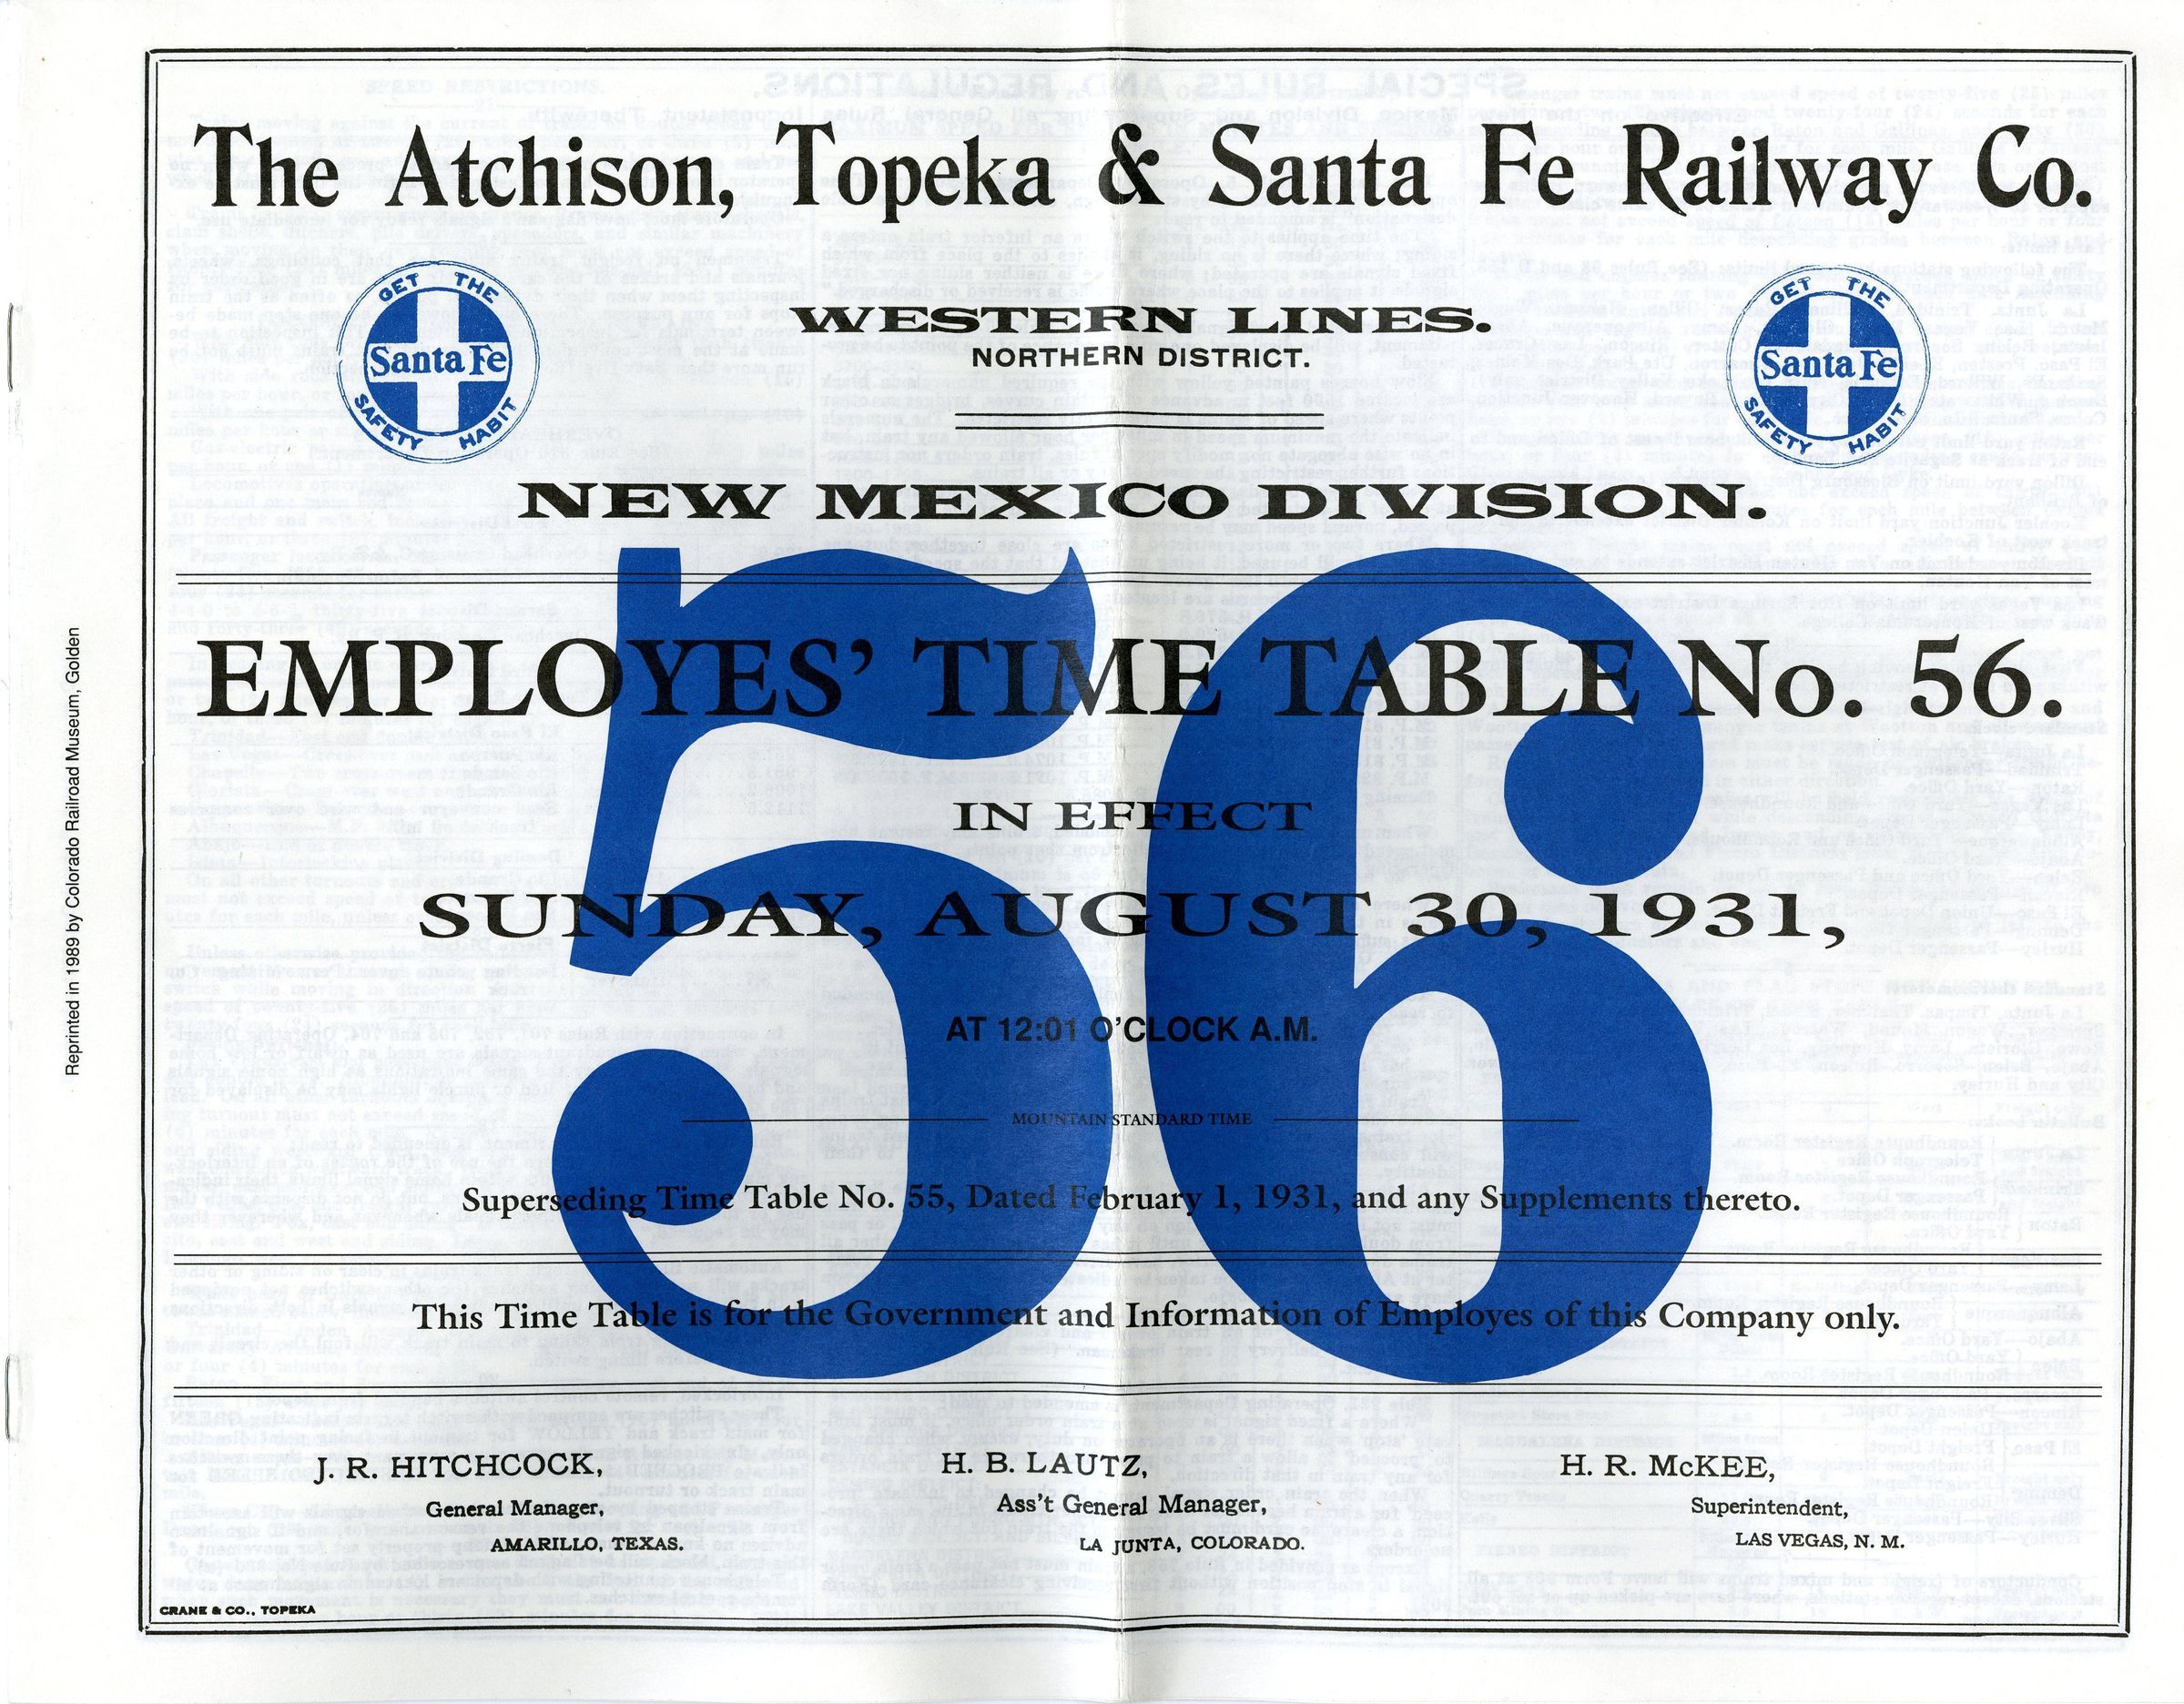 The Atchison, Topeka & Santa Fe Railway Co.
GET THE
Santa Fe
SAFETY HABIT
WESTERN LINES.
NORTHERN DISTRICT.
GET THE
Santa Fe
SAFETY HABIT
NEW MEXICO DIVISION.
56
EMPLOYES' TIME TABLE No. 56.
IN EFFECT
SUNDAY, AUGUST 30, 1931,
AT 12:01 O'CLOCK A.M.
MOUNTAIN STANDARD TIME
Superseding Time Table No. 55, Dated February 1, 1931, and any Supplements thereto.
This Time Table is for the Government and Information of Employes of this Company only.
J. R. HITCHCOCK,
General Manager,
AMARILLO, TEXAS.
H. B. LAUTZ,
Ass't General Manager,
LA JUNTA, COLORADO.
H. R. McKEE,
Superintendent,
LAS VEGAS, N. M.
CRANE & CO., TOPEKA
Reprinted in 1989 by Colorado Railroad Museum, Golden